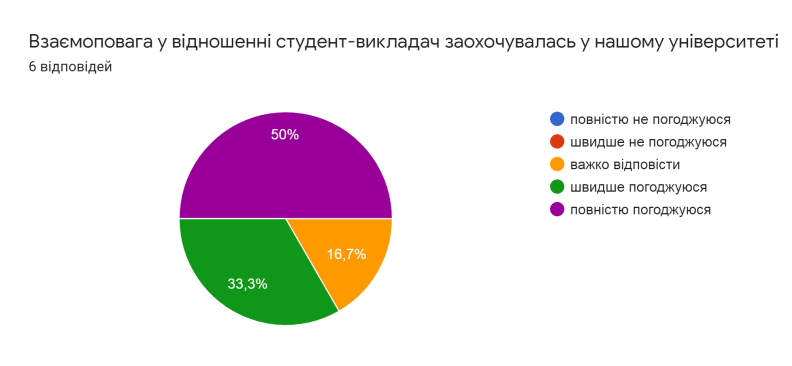 Взаємоповага у відношенні студент-викладач заохочувалась у нашому університеті
6 відповідей
50%
16,7%
33,3%
повністю не погоджуюся
швидше не погоджуюся
важко відповісти
швидше погоджуюся
повністю погоджуюся